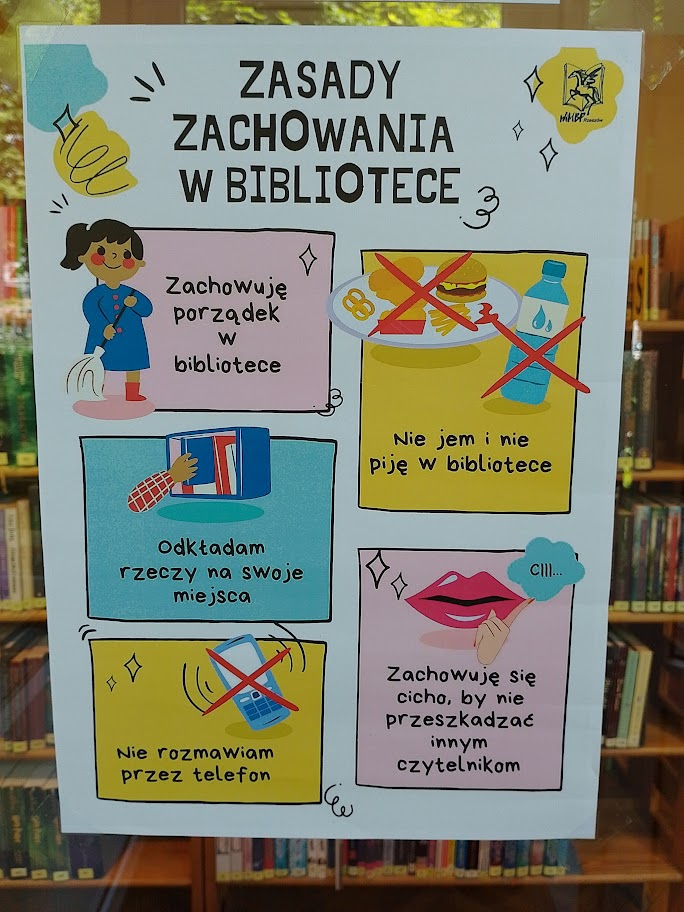 ZASADY
ZACHOWANIA
W BIBLIOTECE
WiMBP
Rzeszów
Zachowuję
porządek
w
bibliotece
Nie jem i nie
piję w bibliotece
Odkładam
rzeczy na swoje
miejsca
CIII...
Zachowuję się
cicho, by nie
przeszkadzać
innym
czytelnikom
Nie rozmawiam
przez telefon